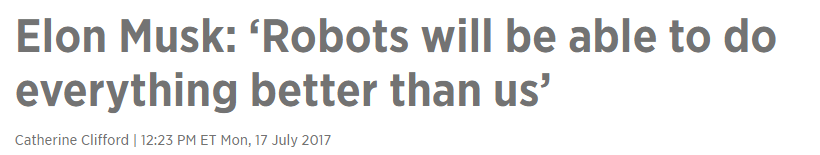 Elon Musk: ‘Robots will be able to do
everything better than us’
Catherine Clifford | 12:23 PM ET Mon, 17 July 2017